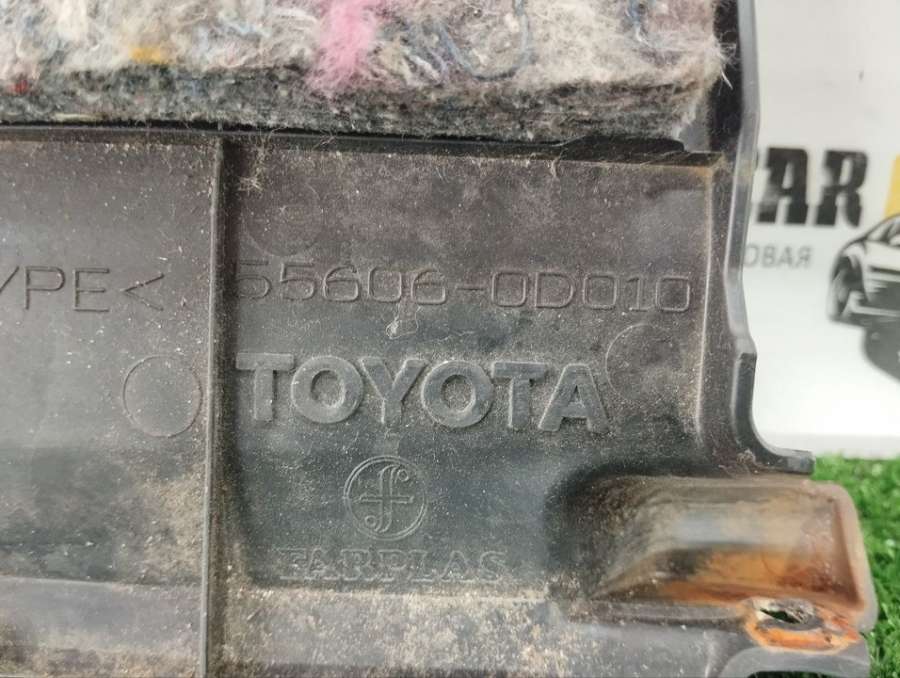 YPE< 55606-0D010
TOYOTA
FARPLAS
AR
ОВАЯ